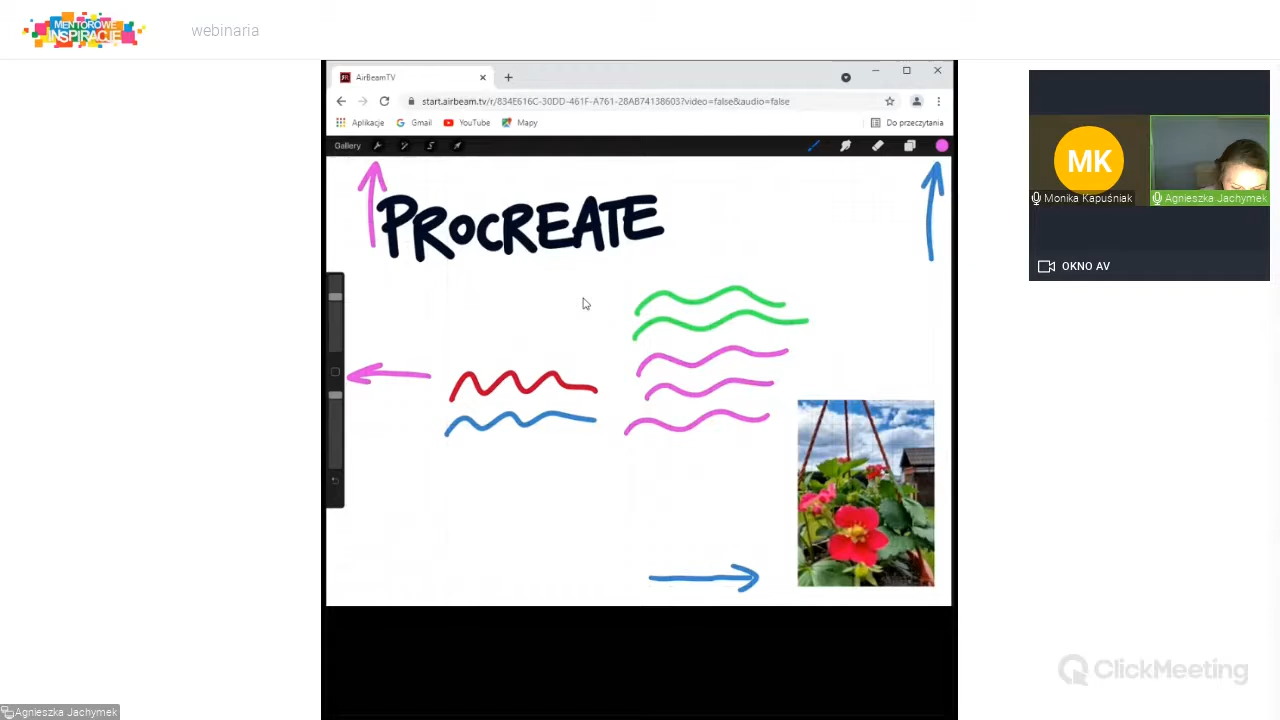 MENTOROWE
INSPIRACJE
webinaria
AirBeamTV
start.airbeam.tv/r/834E616C-30DD-461F-A761-28AB74138603?video=false&audio=false
Aplikacje Google Gmail YouTube Mapy Do przeczytania
Gallery
PROCREATE
MK
Monika Kapuśniak
Agnieszka Jachymek
OKNO AV
ClickMeeting
Agnieszka Jachymek